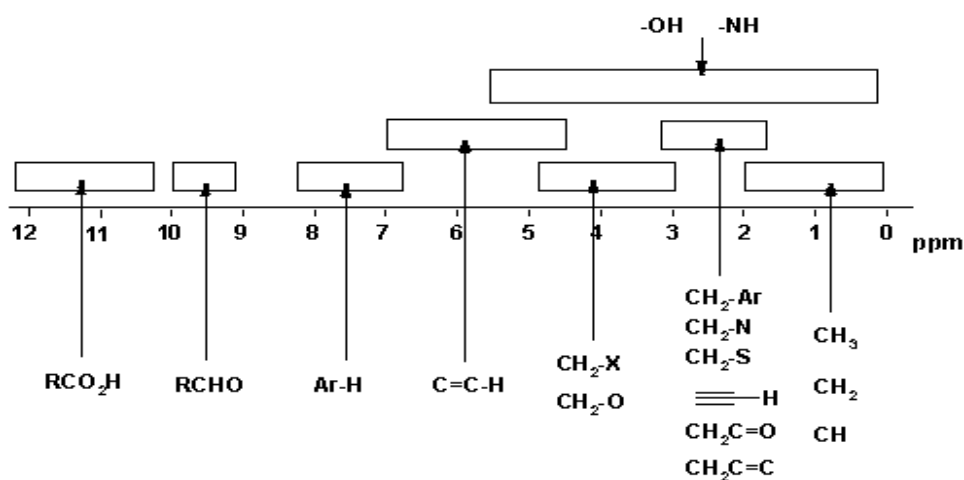 -OH -NH
12 11 10 9 8 7 6 5 4 3 2 1 0 ppm
RCO₂H
RCHO
Ar-H
C=C-H
CH₂-X
CH₂-O
CH₂-Ar
CH₂-N
CH₂-S
H
CH₂C=O
CH₂C=C
CH₃
CH₂
CH